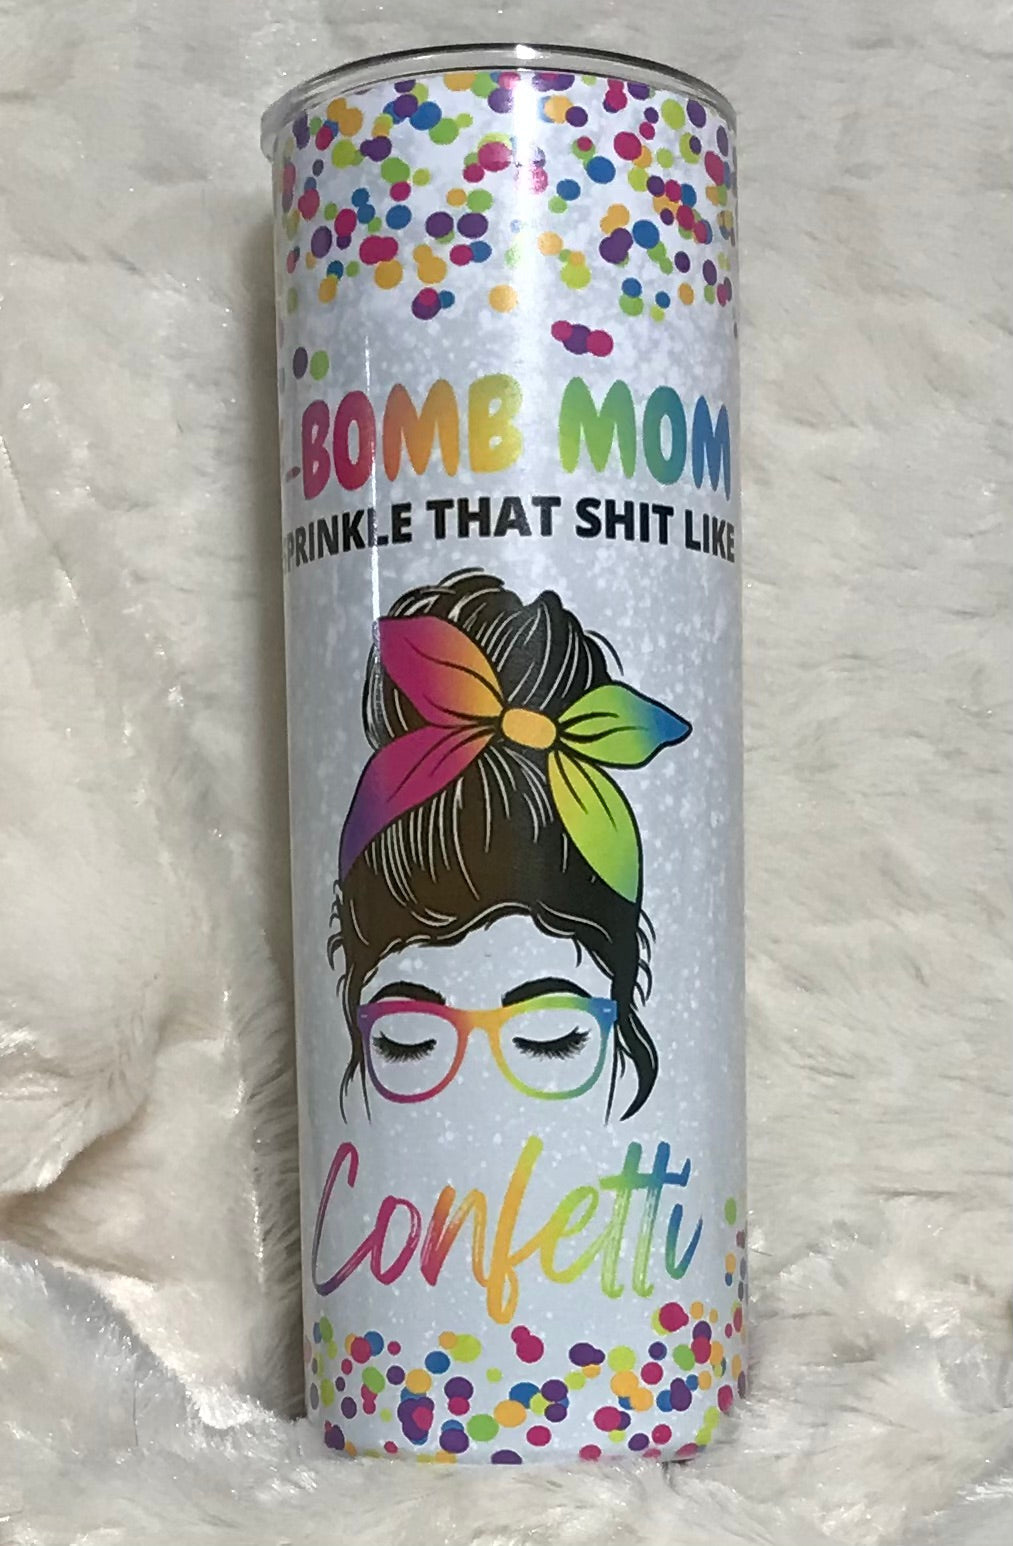 -BOMB MOM
PRINKLE THAT SHIT LIKE
Confetti